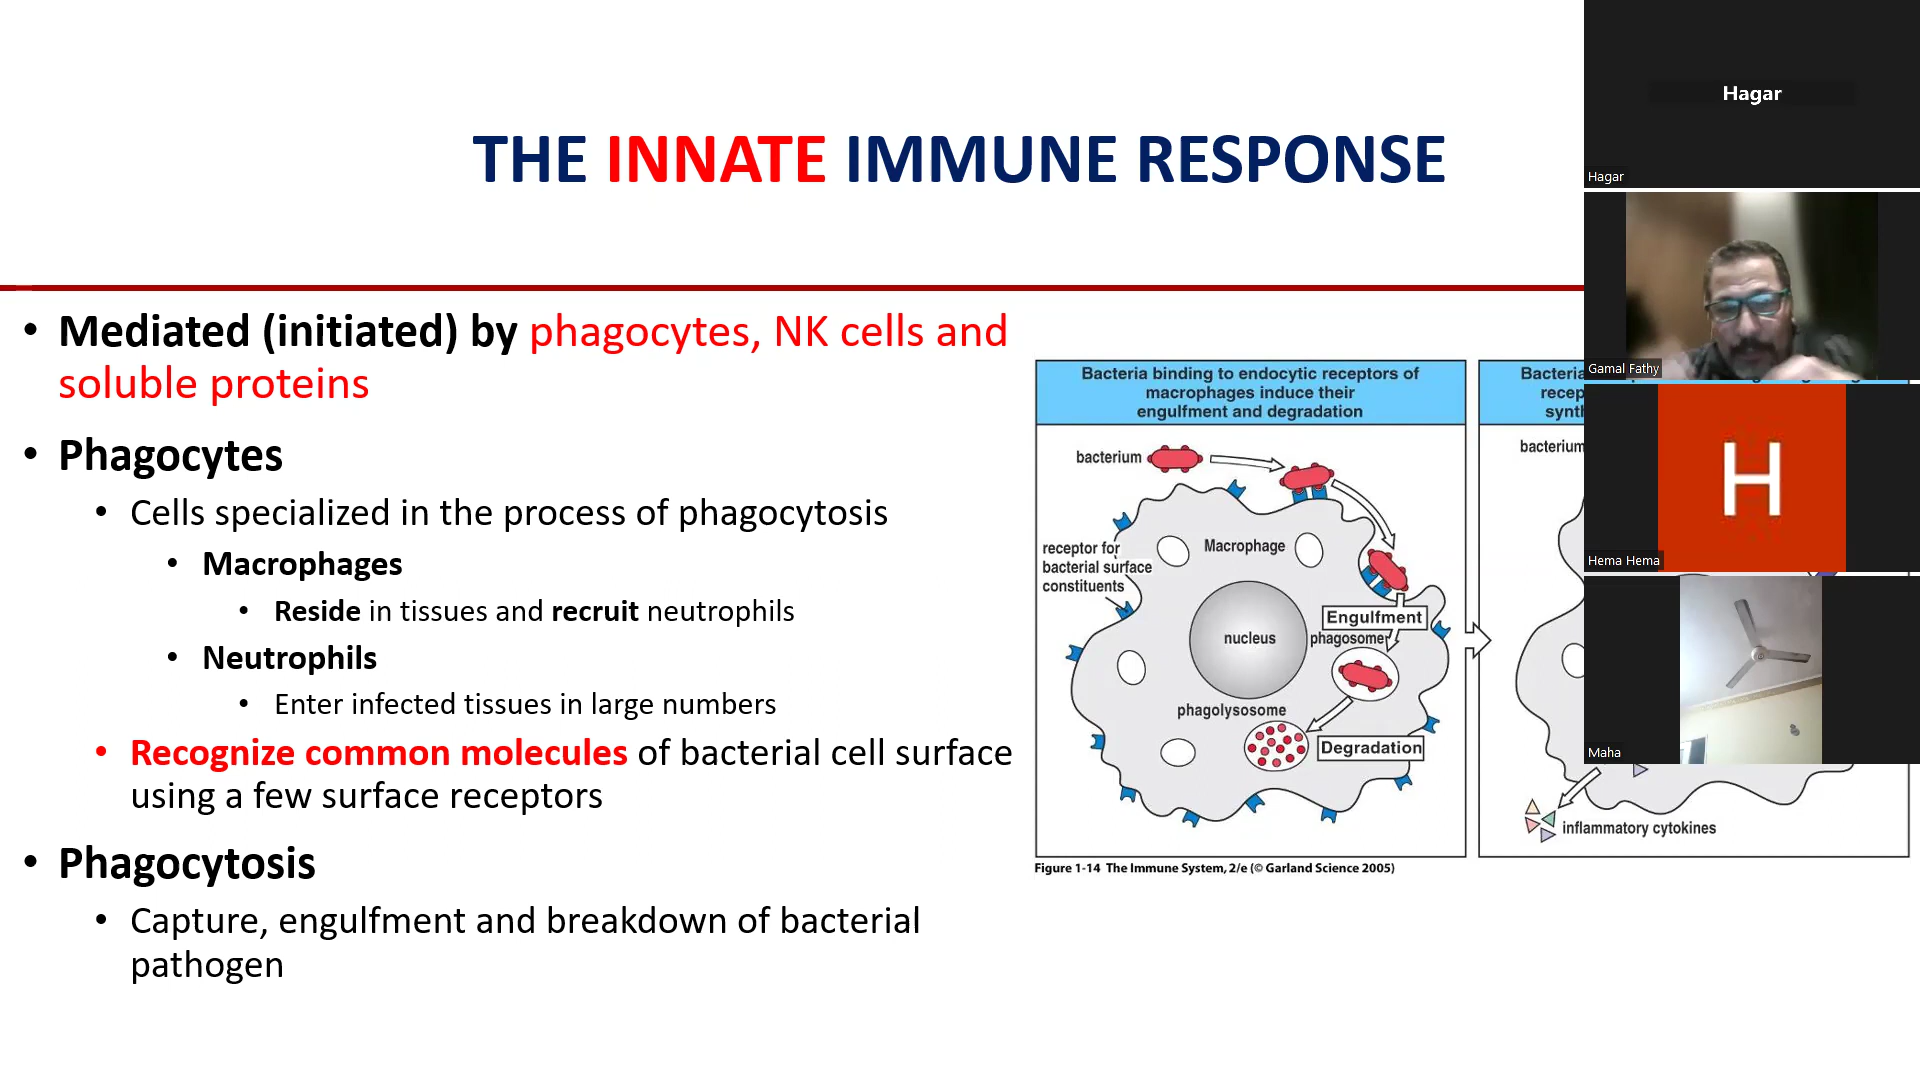 THE INNATE IMMUNE RESPONSE
• Mediated (initiated) by phagocytes, NK cells and
soluble proteins
• Phagocytes
• Cells specialized in the process of phagocytosis
• Macrophages
• Reside in tissues and recruit neutrophils
• Neutrophils
• Enter infected tissues in large numbers
• Recognize common molecules of bacterial cell surface
using a few surface receptors
• Phagocytosis
• Capture, engulfment and breakdown of bacterial
pathogen
Bacteria binding to endocytic receptors of
macrophages induce their
engulfment and degradation
bacterium
receptor for
bacterial surface
constituents
Macrophage
nucleus
Engulfment
phagosome
phagolysosome
Degradation
Bacteria
recep
synth
bacterium
inflammatory cytokines
Figure 1-14 The Immune System, 2/e (© Garland Science 2005)
Hagar
Hagar
Gamal Fathy
H
Hema Hema
Maha